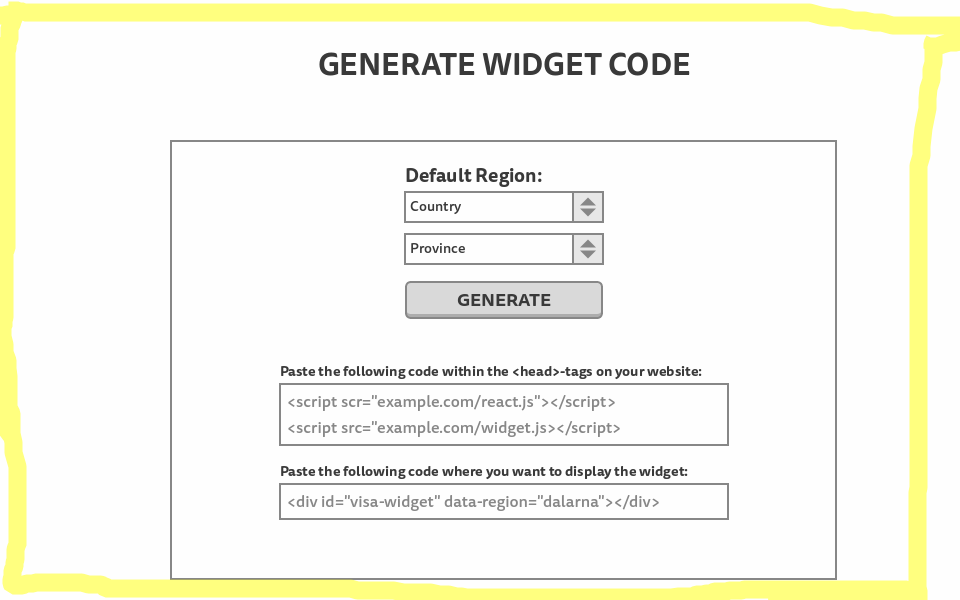 GENERATE WIDGET CODE
Default Region:
Country
Province
GENERATE
Paste the following code within the <head>-tags on your website:
<script scr="example.com/react.js"></script>
<script src="example.com/widget.js></script>
Paste the following code where you want to display the widget:
<div id="visa-widget" data-region="dalarna"></div>